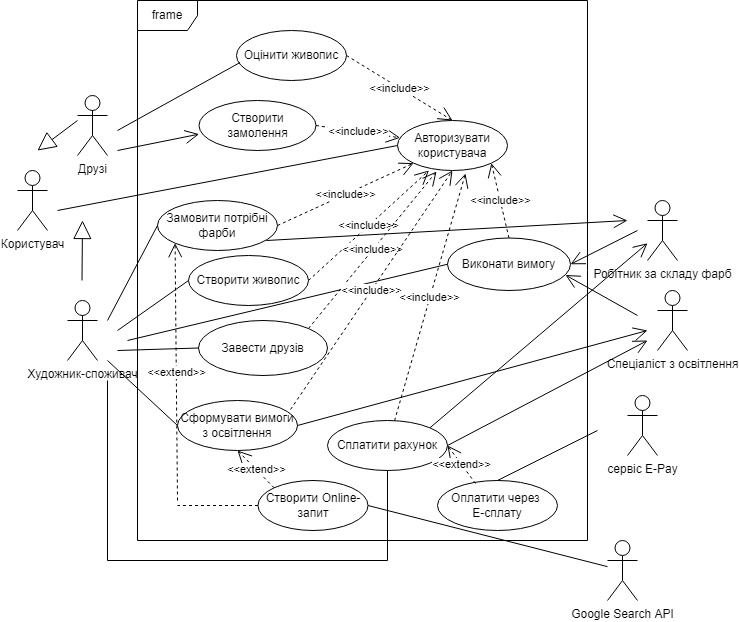 frame
Оцінити живопис
<<include>>
Створити
замолення
<<include>>
Авторизувати
користувача
Друзі
<<include>>
<<include>>
Замовити потрібні
фарби
<<include>>
Користувач
<<include>>
Виконати вимогу
Робітник за складу фарб
Створити живопис
<<include>>
<<include>>
Завести друзів
Спеціаліст з освітлення
Художник-споживач
<<extend>>
Сформувати вимоги
з освітлення
Сплатити рахунок
<<extend>>
<<extend>>
сервіс E-Pay
Створити Online-
запит
Оплатити через
Е-сплату
Google Search API